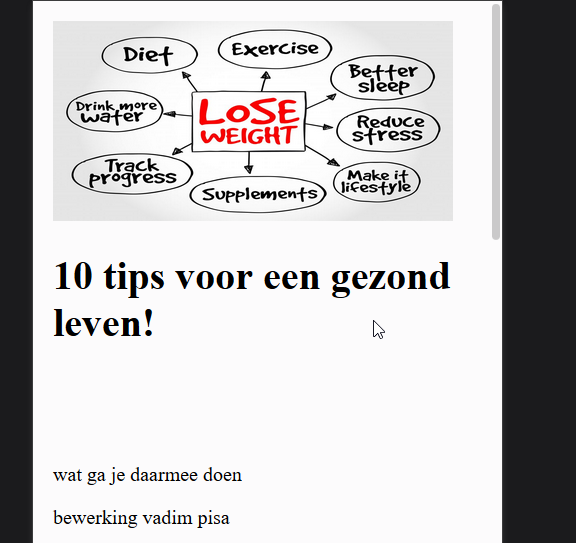 Diet
Exercise
Better
sleep
Drink more
water
LOSE
WEIGHT
Reduce
stress
Track
progress
Supplements
Make it
lifestyle
10 tips voor een gezond
leven!
wat ga je daarmee doen
bewerking vadim pisa